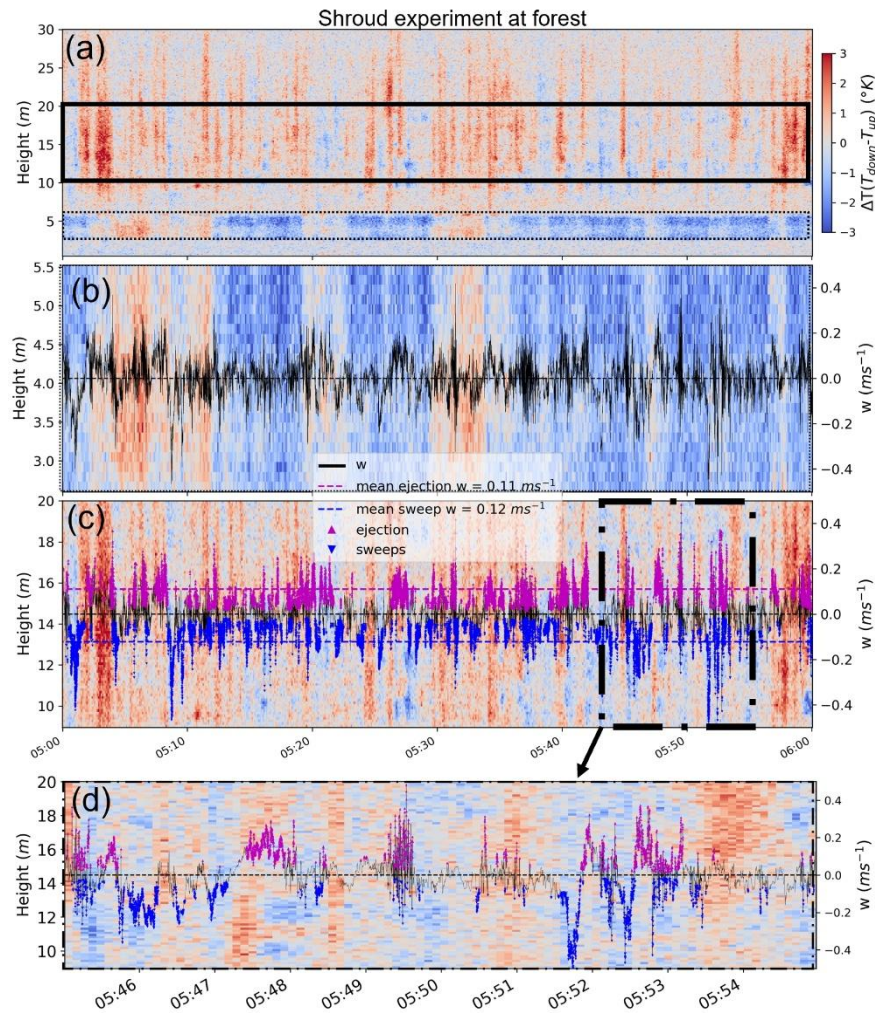 Shroud experiment at forest
(a)
30
25
20
15
10
5
Height (m)
3
2
1
0
−1
−2
−3
ΔT(T_down-T_up) (°K)
(b)
5.5
5.0
4.5
4.0
3.5
3.0
Height (m)
0.4
0.2
0.0
−0.2
−0.4
w (ms⁻¹)
w
mean ejection w = 0.11 ms⁻¹
mean sweep w = 0.12 ms⁻¹
ejection
sweeps
(c)
20
18
16
14
12
10
Height (m)
0.4
0.2
0.0
−0.2
−0.4
w (ms⁻¹)
05:00 05:10 05:20 05:30 05:40 05:50 06:00
(d)
20
18
16
14
12
10
Height (m)
0.4
0.2
0.0
−0.2
−0.4
w (ms⁻¹)
05:46 05:47 05:48 05:49 05:50 05:51 05:52 05:53 05:54